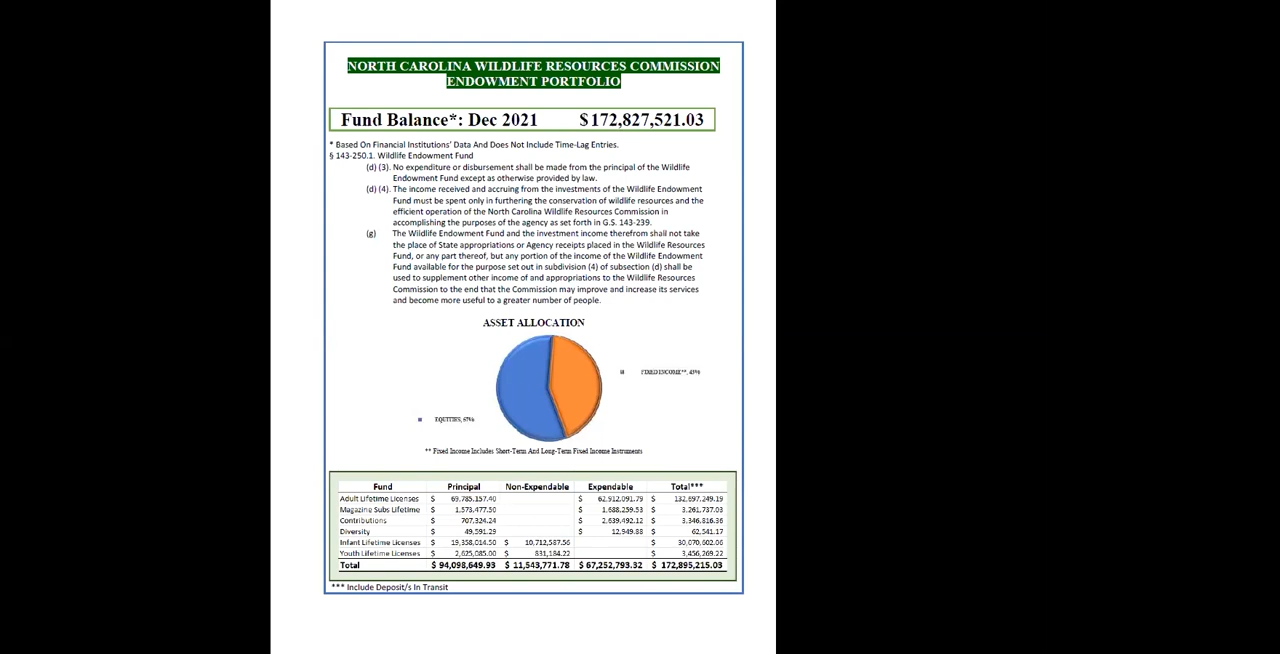 NORTH CAROLINA WILDLIFE RESOURCES COMMISSION
ENDOWMENT PORTFOLIO
Fund Balance*: Dec 2021 $172,827,521.03
* Based On Financial Institutions' Data And Does Not Include Time-Lag Entries.
§ 143-250.1. Wildlife Endowment Fund
(d) (3). No expenditure or disbursement shall be made from the principal of the Wildlife
Endowment Fund except as otherwise provided by law.
(d) (4). The income received and accruing from the investments of the Wildlife Endowment
Fund must be spent only in furthering the conservation of wildlife resources and the
efficient operation of the North Carolina Wildlife Resources Commission in
accomplishing the purposes of the agency as set forth in G.S. 143-239.
(g) The Wildlife Endowment Fund and the investment income therefrom shall not take
the place of State appropriations or Agency receipts placed in the Wildlife Resources
Fund, or any part thereof, but any portion of the income of the Wildlife Endowment
Fund available for the purpose set out in subdivision (4) of subsection (d) shall be
used to supplement other income of and appropriations to the Wildlife Resources
Commission to the end that the Commission may improve and increase its services
and become more useful to a greater number of people.
ASSET ALLOCATION
FIXED INCOME**, 43%
EQUITIES,
** Fixed Income Includes Short-Term And Long-Term Fixed Income Instruments
Fund Principal Non-Expendable Expendable Total***
Adult Lifetime Licenses $ 69,785,157.40 $ 62,912,091.79 $ 132,697,249.19
Magazine Subs Lifetime $ 1,573,477.50 $ 1,688,259.53 $ 3,261,737.03
Contributions $ 707,324.24 $ 2,639,492.12 $ 3,346,816.36
Diversity $ 49,591.29 $ 12,949.88 $ 62,541.17
Infant Lifetime Licenses $ 19,358,014.50 $ 10,712,587.56 $ 30,070,602.06
Youth Lifetime Licenses $ 2,625,085.00 $ 831,184.22 $ 3,456,269.22
Total $ 94,098,649.93 $ 11,543,771.78 $ 67,252,793.32 $ 172,895,215.03
*** Include Deposit/s In Transit